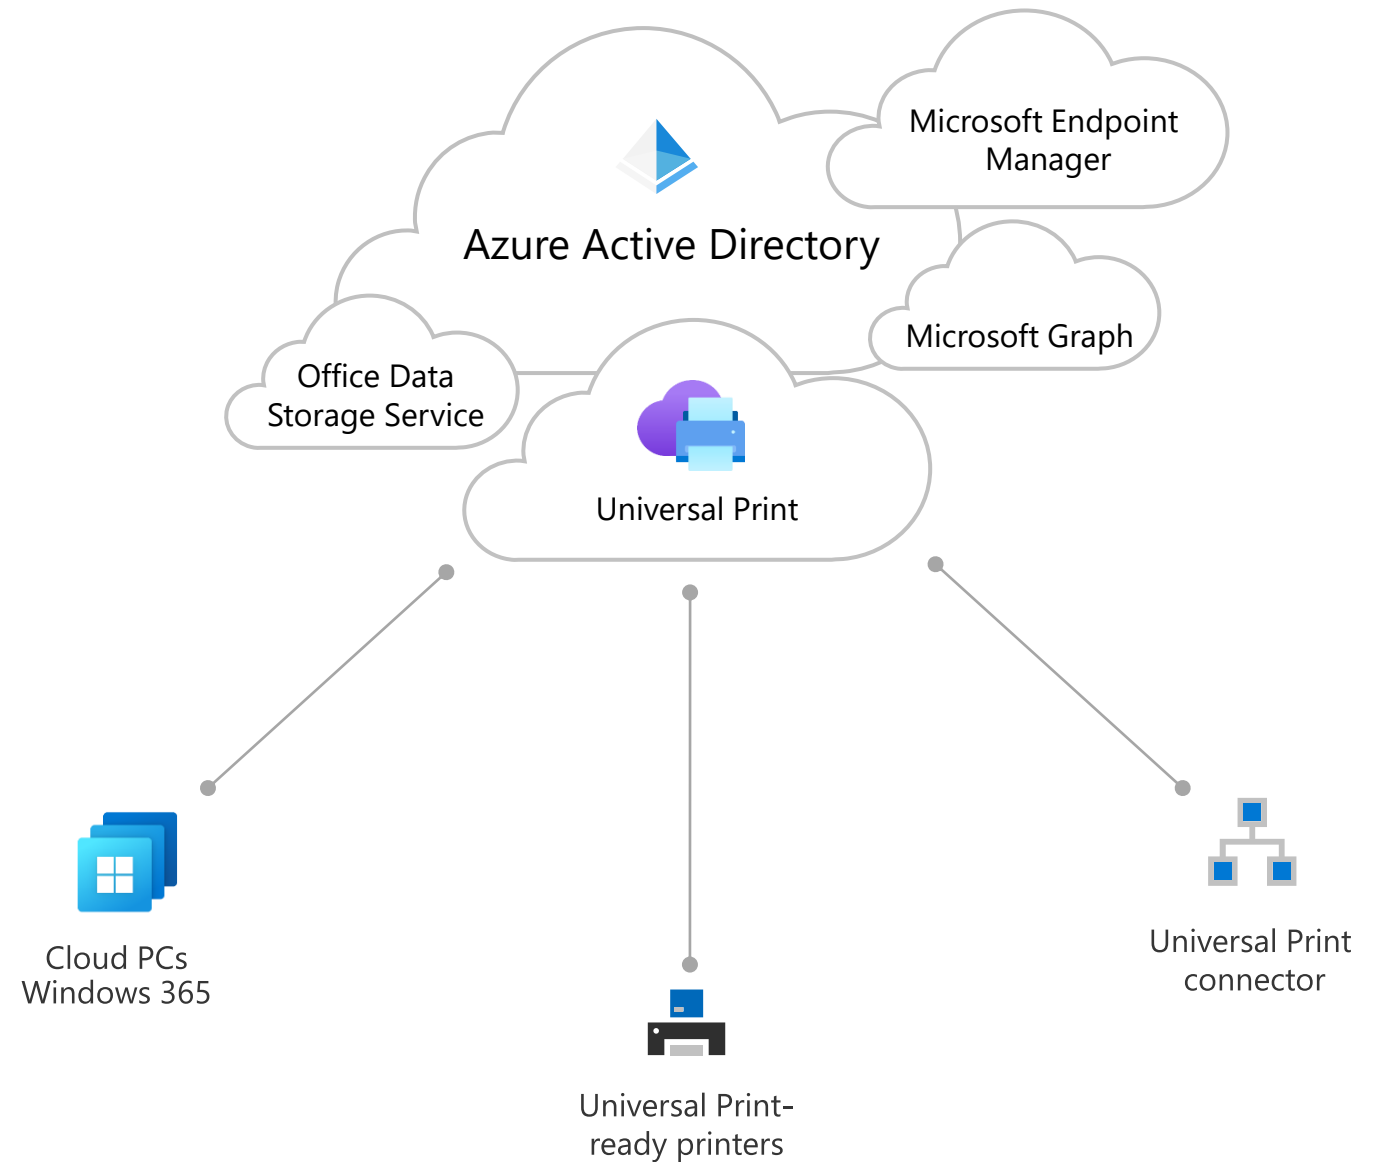 Microsoft Endpoint
Manager
Azure Active Directory
Microsoft Graph
Office Data
Storage Service
Universal Print
Cloud PCs
Windows 365
Universal Print
connector
Universal Print-
ready printers